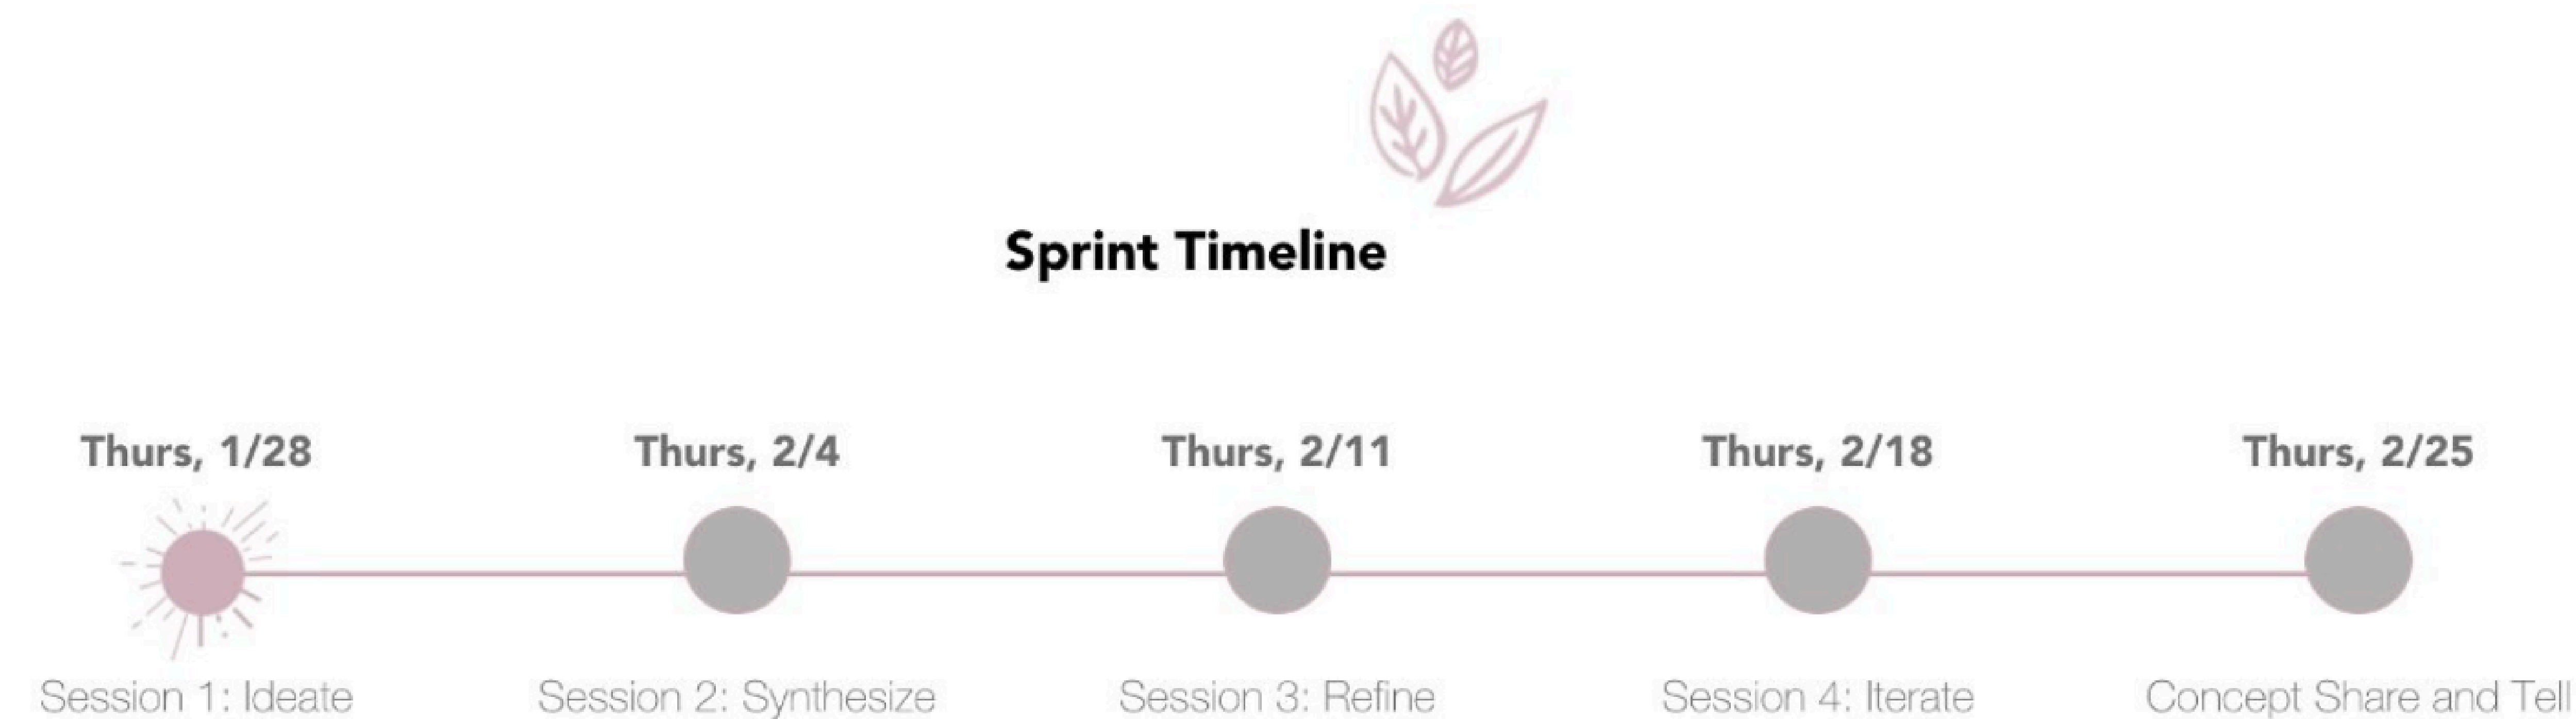 Sprint Timeline
Thurs, 1/28
Thurs, 2/4
Thurs, 2/11
Thurs, 2/18
Thurs, 2/25
Session 1: Ideate
Session 2: Synthesize
Session 3: Refine
Session 4: Iterate
Concept Share and Tell